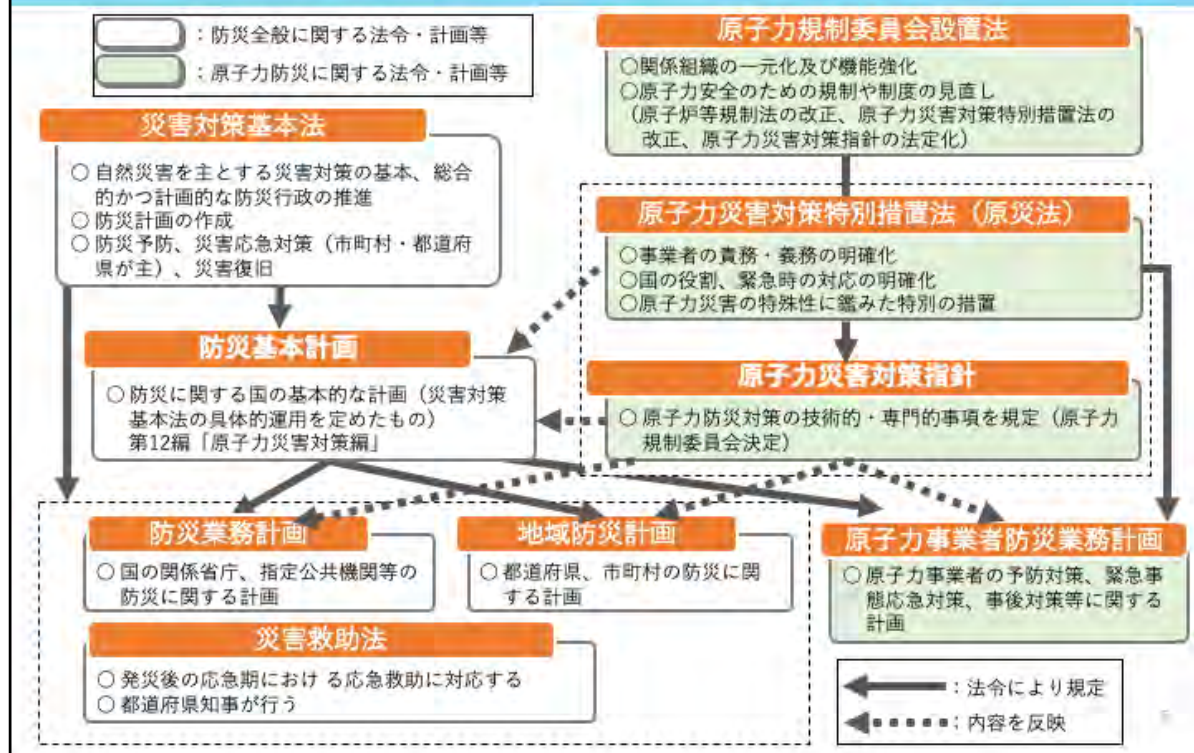 ：防災全般に関する法令・計画等
：原子力防災に関する法令・計画等
原子力規制委員会設置法
○関係組織の一元化及び機能強化
○原子力安全のための規制や制度の見直し
（原子炉等規制法の改正、原子力災害対策特別措置法の
改正、原子力災害対策指針の法定化）
災害対策基本法
○ 自然災害を主とする災害対策の基本、総合
的かつ計画的な防災行政の推進
○ 防災計画の作成
○ 防災予防、災害応急対策（市町村・都道府
県が主）、災害復旧
原子力災害対策特別措置法（原災法）
○事業者の責務・義務の明確化
○国の役割、緊急時の対応の明確化
○原子力災害の特殊性に鑑みた特別の措置
防災基本計画
○ 防災に関する国の基本的な計画（災害対策
基本法の具体的運用を定めたもの）
第12編「原子力災害対策編」
原子力災害対策指針
○ 原子力防災対策の技術的・専門的事項を規定（原子力
規制委員会決定）
防災業務計画
○ 国の関係省庁、指定公共機関等の
防災に関する計画
地域防災計画
○ 都道府県、市町村の防災に関
する計画
原子力事業者防災業務計画
○ 原子力事業者の予防対策、緊急事
態応急対策、事後対策等に関する
計画
災害救助法
○ 発災後の応急期における応急救助に対応する
○ 都道府県知事が行う
：法令により規定
：内容を反映